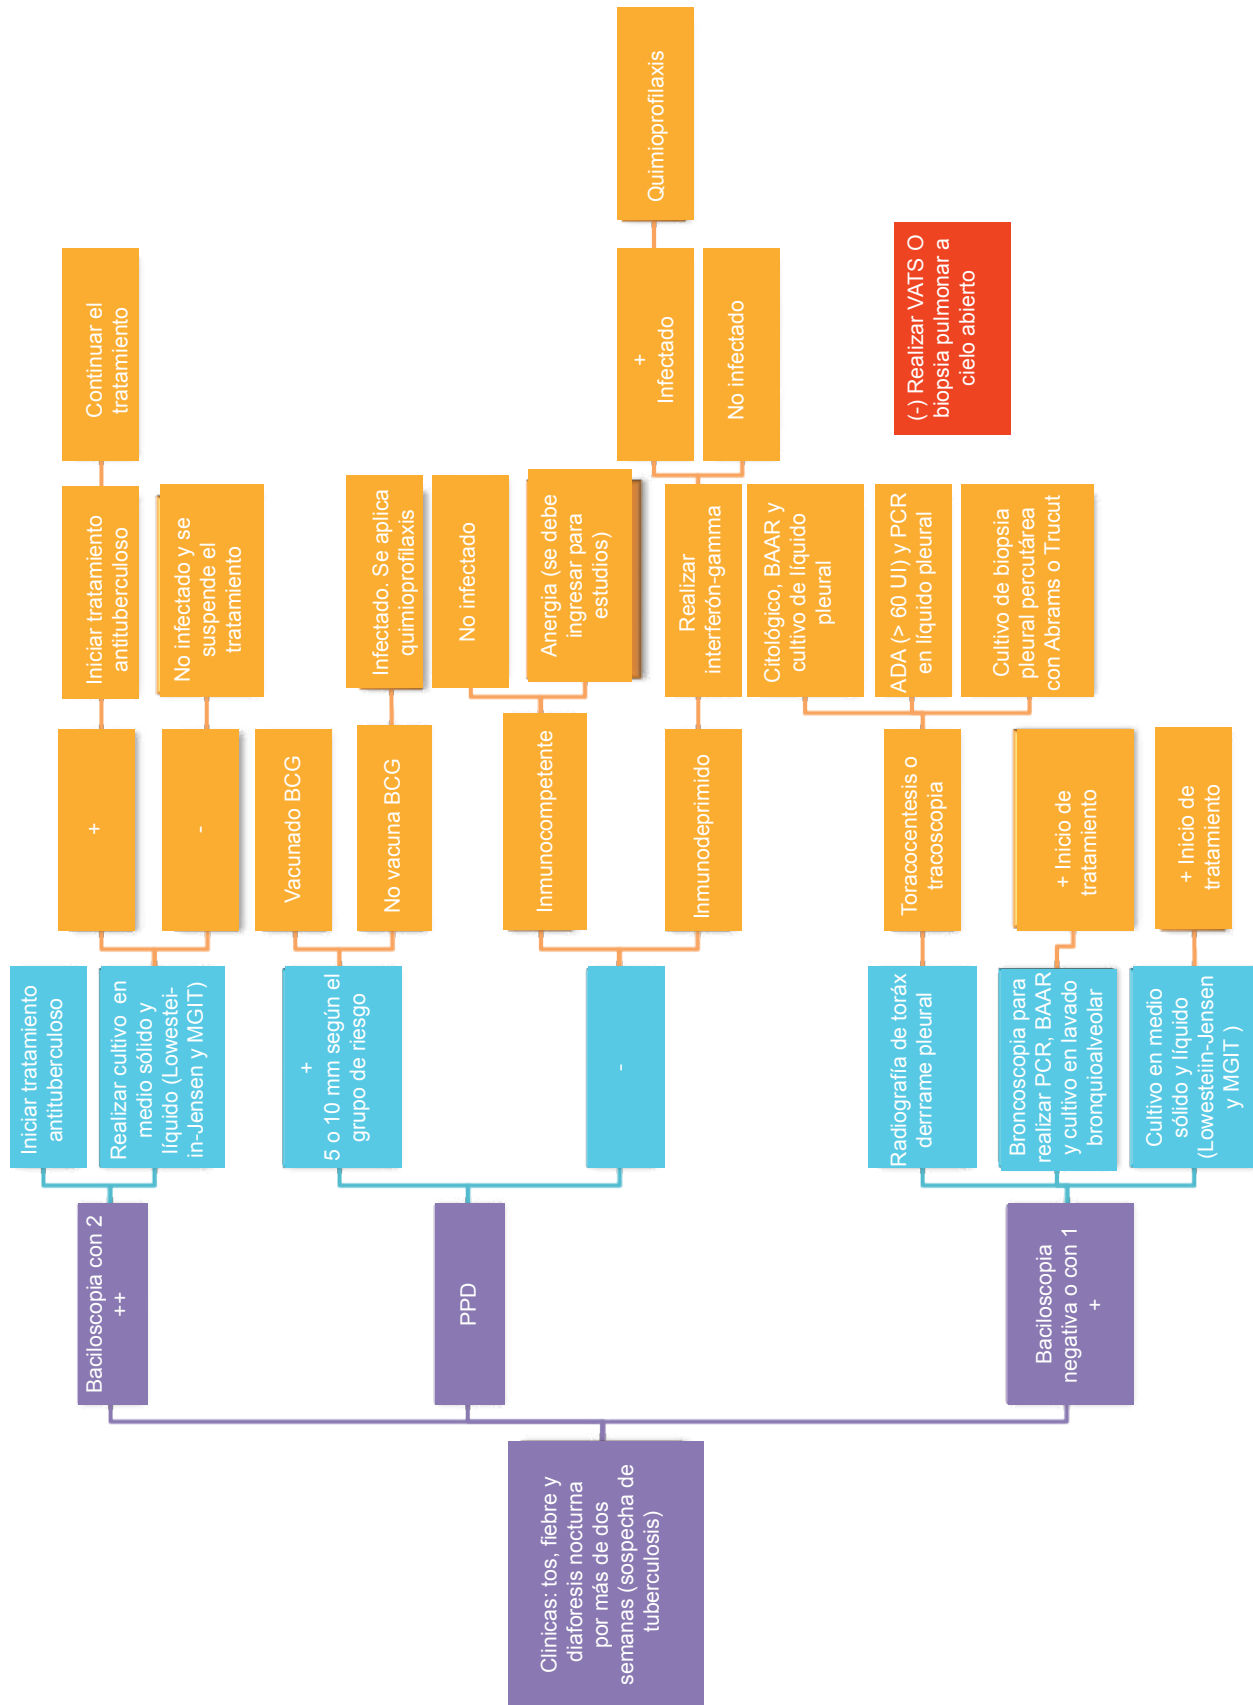 Clinicas: tos, fiebre y
diaforesis nocturna
por más de dos
semanas (sospecha de
tuberculosis)
Baciloscopia con 2
++
Iniciar tratamiento
antituberculoso
Realizar cultivo en
medio sólido y
líquido (Lowestei-
in-Jensen y MGIT)
+
Iniciar tratamiento
antituberculoso
Continuar el
tratamiento
-
No infectado y se
suspende el
tratamiento
PPD
+
5 o 10 mm según el
grupo de riesgo
Vacunado BCG
No vacuna BCG
Infectado. Se aplica
quimioprofilaxis
-
Inmunocompetente
No infectado
Anergia (se debe
ingresar para
estudios)
Inmunodeprimido
Realizar
interferón-gamma
+
Infectado
Quimioprofilaxis
No infectado
Baciloscopia
negativa o con 1
+
Radiografía de toráx
derrrame pleural
Toracocentesis o
tracoscopia
Citológico, BAAR y
cultivo de líquido
pleural
ADA (> 60 UI) y PCR
en líquido pleural
Cultivo de biopsia
pleural percutárea
con Abrams o Trucut
(-) Realizar VATS O
biopsia pulmonar a
cielo abierto
Broncoscopia para
realizar PCR, BAAR
y cultivo en lavado
bronquioalveolar
+ Inicio de
tratamiento
Cultivo en medio
sólido y líquido
(Lowesteiin-Jensen
y MGIT )
+ Inicio de
tratamiento